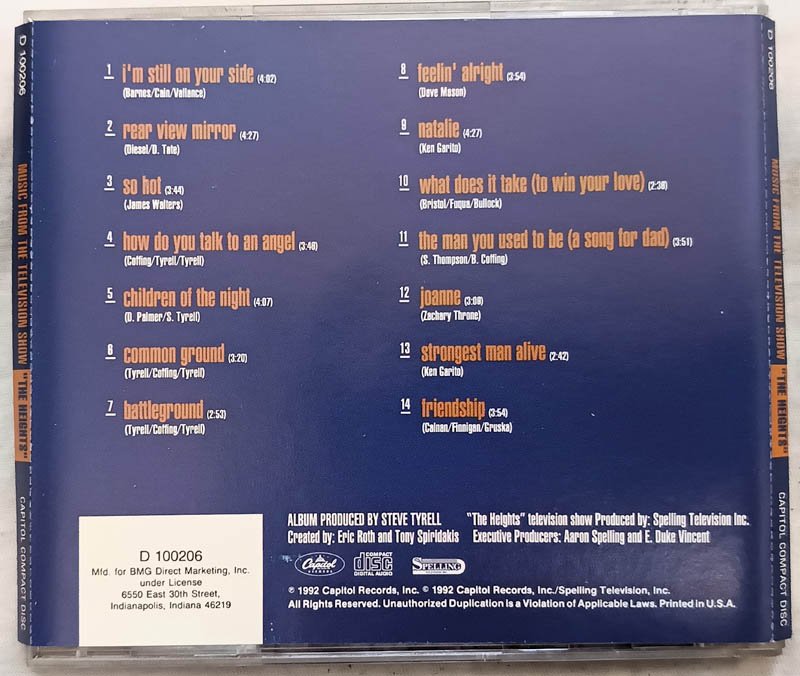 D 100206
MUSIC FROM THE TELEVISION SHOW "THE HEIGHTS"
CAPITOL COMPACT DISC
1 i'm still on your side (4:02)
(Barnes/Cain/Vallance)
2 rear view mirror (4:27)
(Diesel/D. Tate)
3 so hot (3:44)
(James Walters)
4 how do you talk to an angel (3:46)
(Coffing/Tyrell/Tyrell)
5 children of the night (4:07)
(D. Palmer/S. Tyrell)
6 common ground (3:20)
(Tyrell/Coffing/Tyrell)
7 battleground (2:53)
(Tyrell/Coffing/Tyrell)
8 feelin' alright (3:54)
(Dave Mason)
9 natalie (4:27)
(Ken Garito)
10 what does it take (to win your love) (2:38)
(Bristol/Fuqua/Bullock)
11 the man you used to be (a song for dad) (3:51)
(S. Thompson/B. Coffing)
12 joanne (3:06)
(Zachary Throne)
13 strongest man alive (2:42)
(Ken Garito)
14 friendship (3:54)
(Calnan/Finnigan/Gruska)
D 100206
Mfd. for BMG Direct Marketing, Inc.
under License
6550 East 30th Street,
Indianapolis, Indiana 46219
ALBUM PRODUCED BY STEVE TYRELL
Created by: Eric Roth and Tony Spiridakis
"The Heights" television show Produced by: Spelling Television Inc.
Executive Producers: Aaron Spelling and E. Duke Vincent
Capitol
COMPACT
disc
DIGITAL AUDIO
SPELLING
℗ 1992 Capitol Records, Inc. © 1992 Capitol Records, Inc./Spelling Television, Inc.
All Rights Reserved. Unauthorized Duplication is a Violation of Applicable Laws. Printed in U.S.A.
D 100206
MUSIC FROM THE TELEVISION SHOW "THE HEIGHTS"
CAPITOL COMPACT DISC